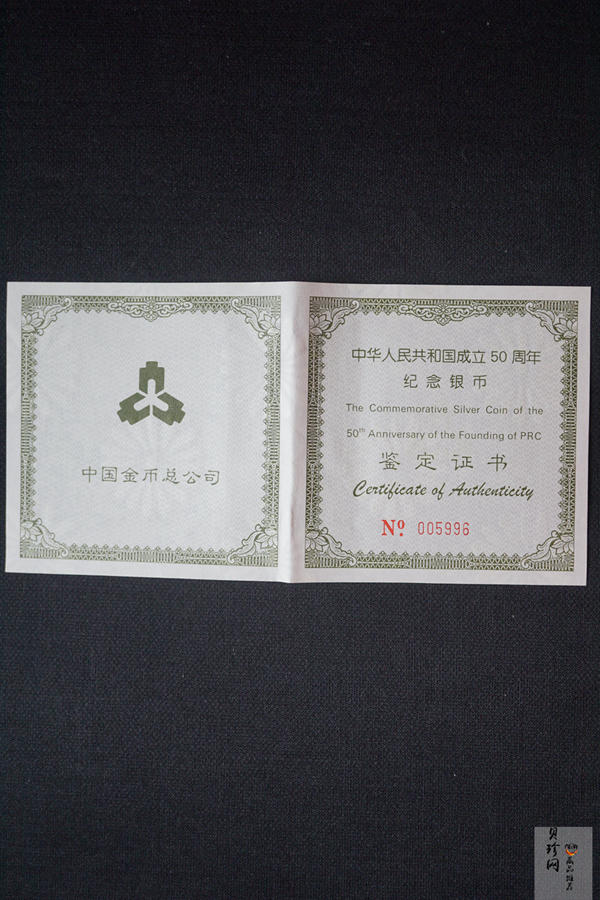 中国金币总公司
中华人民共和国成立 50 周年
纪念银币
The Commemorative Silver Coin of the
50th Anniversary of the Founding of PRC
鉴定证书
Certificate of Authenticity
No. 005996
贝珍网